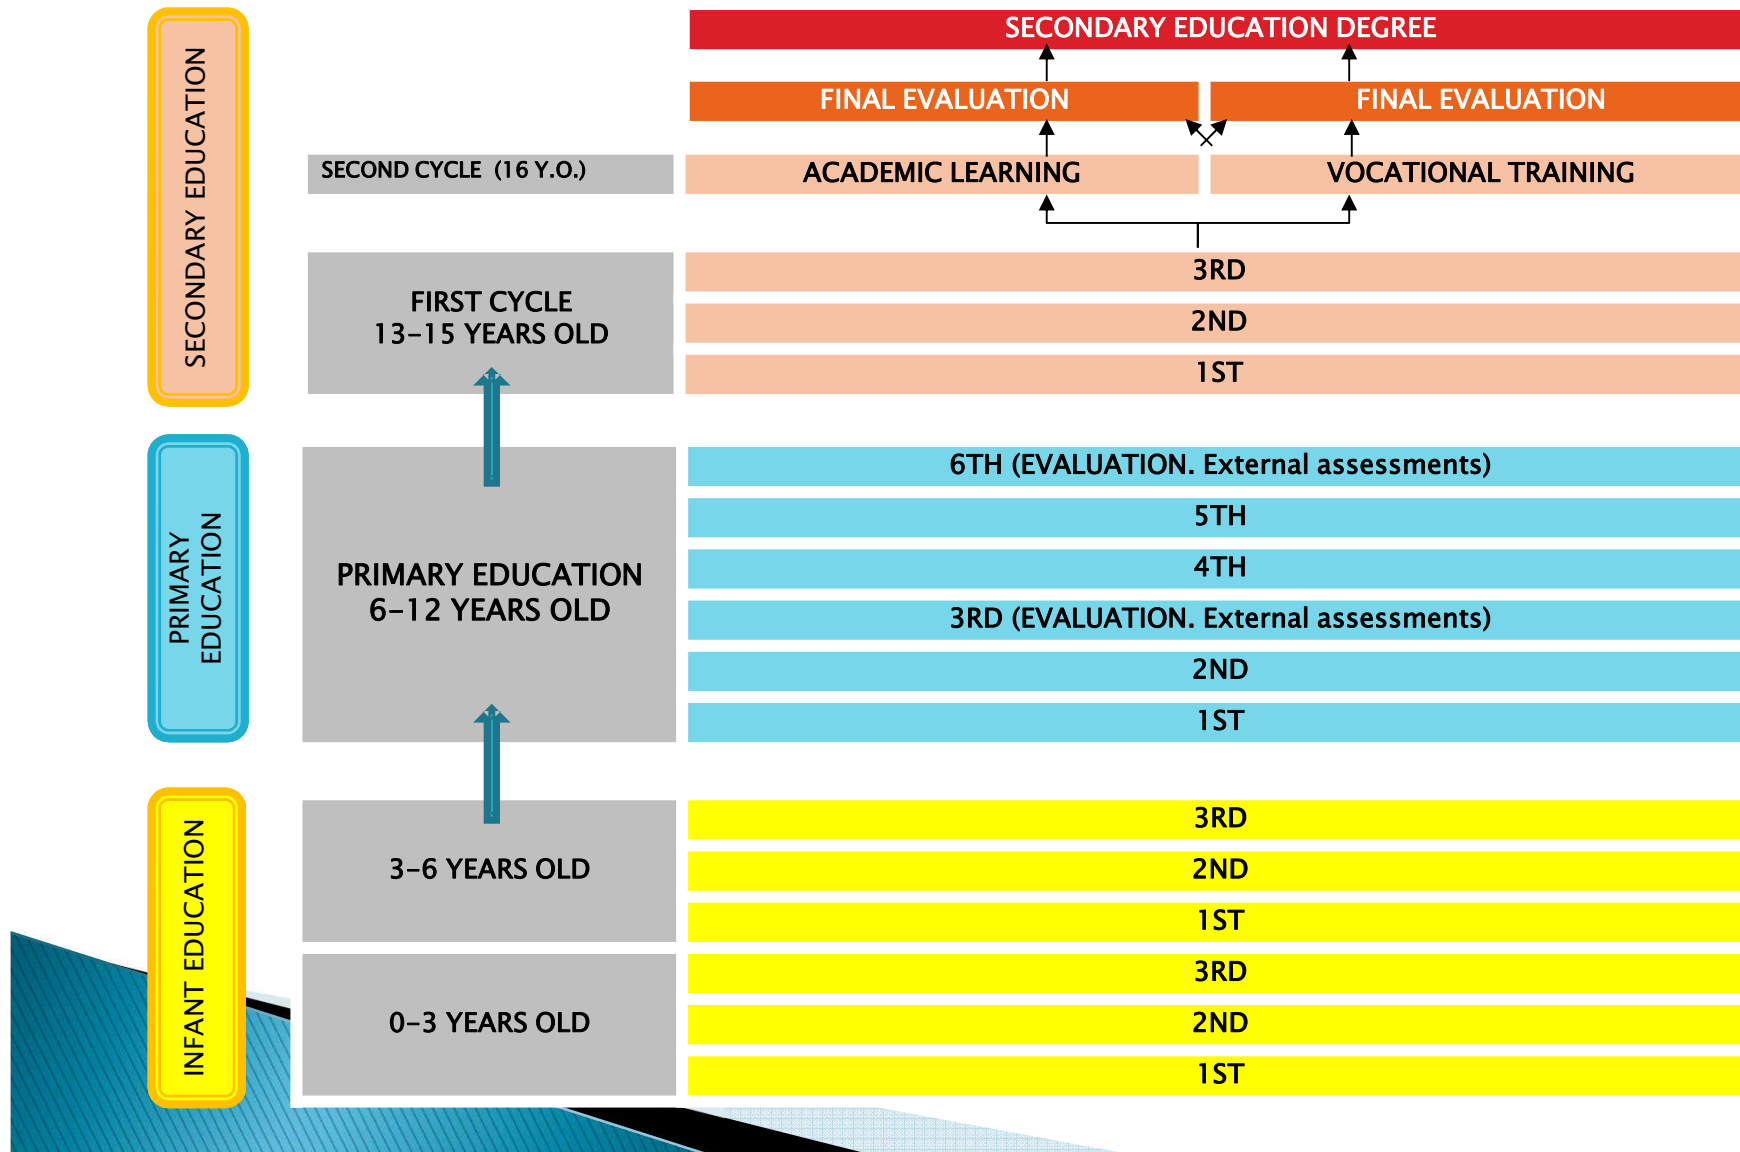 SECONDARY EDUCATION
SECONDARY EDUCATION DEGREE
FINAL EVALUATION
FINAL EVALUATION
SECOND CYCLE (16 Y.O.)
ACADEMIC LEARNING
VOCATIONAL TRAINING
FIRST CYCLE
13-15 YEARS OLD
3RD
2ND
1ST
PRIMARY
EDUCATION
PRIMARY EDUCATION
6-12 YEARS OLD
6TH (EVALUATION. External assessments)
5TH
4TH
3RD (EVALUATION. External assessments)
2ND
1ST
INFANT EDUCATION
3-6 YEARS OLD
3RD
2ND
1ST
0-3 YEARS OLD
3RD
2ND
1ST